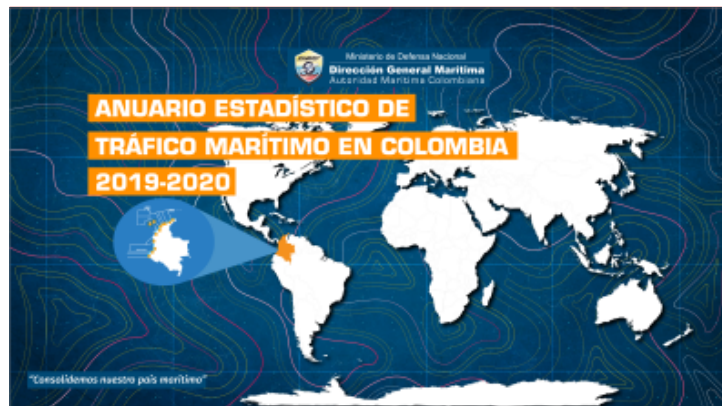 Ministerio de Defensa Nacional
Dirección General Marítima
Autoridad Marítima Colombiana
ANUARIO ESTADÍSTICO DE
TRÁFICO MARÍTIMO EN COLOMBIA
2019-2020
"Consolidemos nuestro país marítimo"